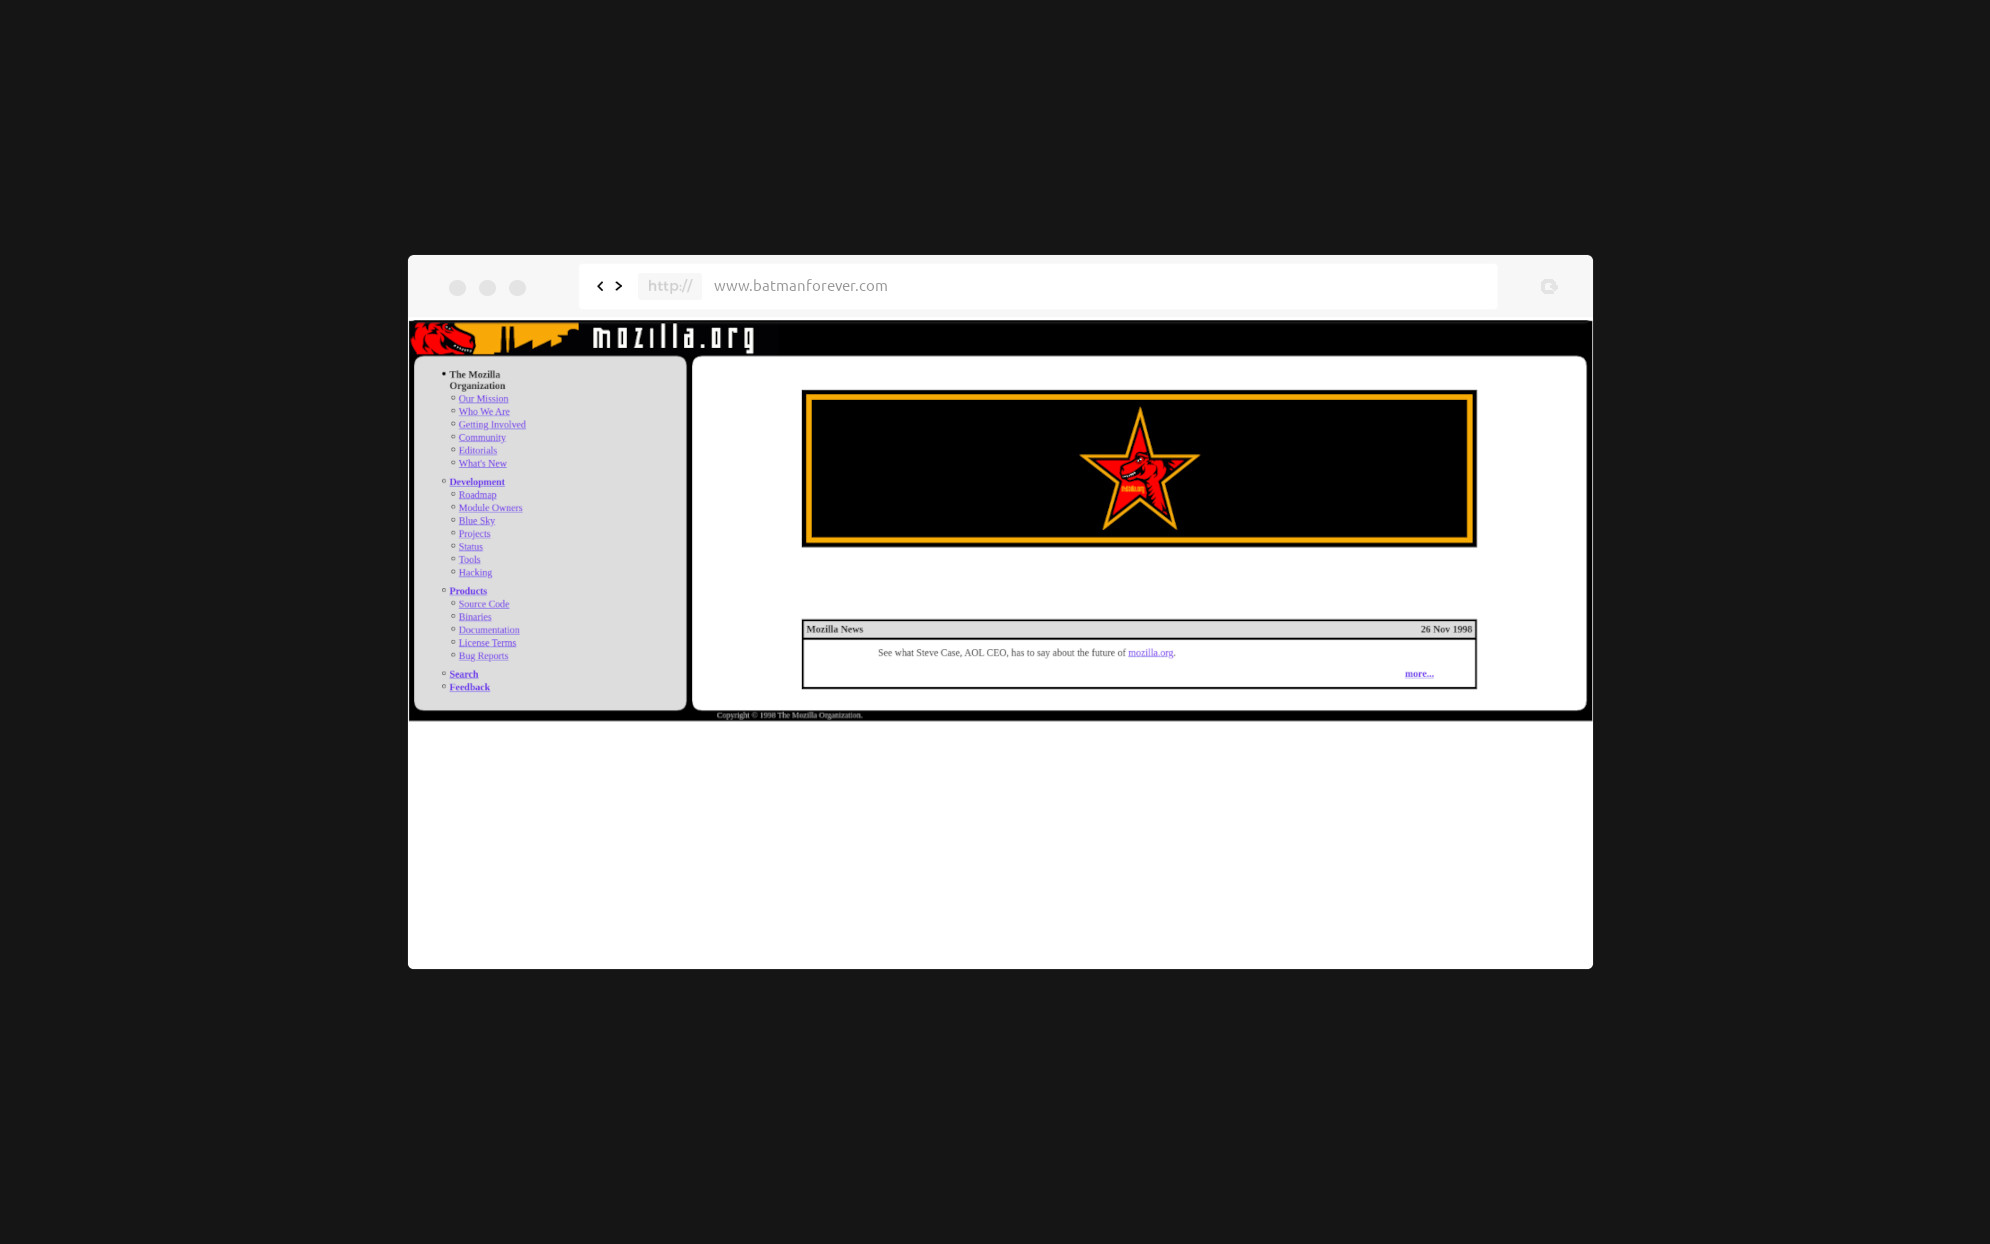 http:// www.batmanforever.com
mozilla.org
The Mozilla
Organization
Our Mission
Who We Are
Getting Involved
Community
Editorials
What's New
Development
Roadmap
Module Owners
Blue Sky
Projects
Status
Tools
Hacking
Products
Source Code
Binaries
Documentation
License Terms
Bug Reports
Search
Feedback
mozilla.org
Mozilla News 26 Nov 1998
See what Steve Case, AOL CEO, has to say about the future of mozilla.org.
more...
Copyright © 1998 The Mozilla Organization.